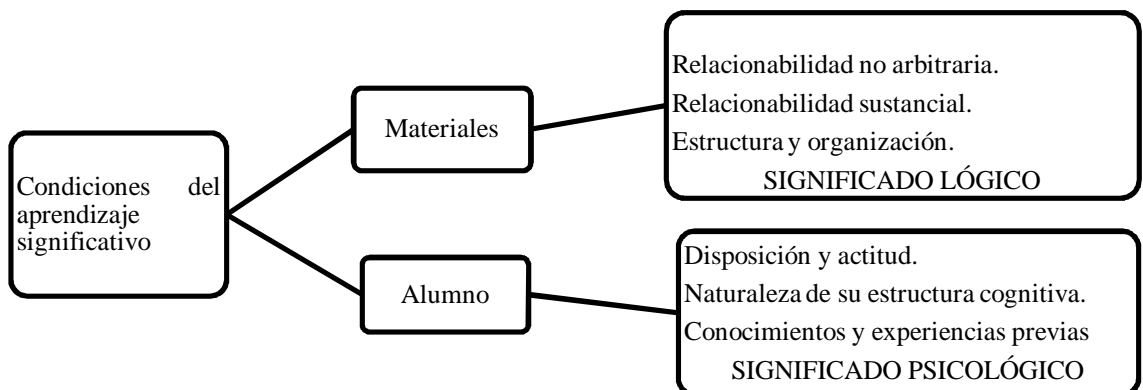 Condiciones del
aprendizaje
significativo
Materiales
Relacionabilidad no arbitraria.
Relacionabilidad sustancial.
Estructura y organización.
SIGNIFICADO LÓGICO
Alumno
Disposición y actitud.
Naturaleza de su estructura cognitiva.
Conocimientos y experiencias previas
SIGNIFICADO PSICOLÓGICO